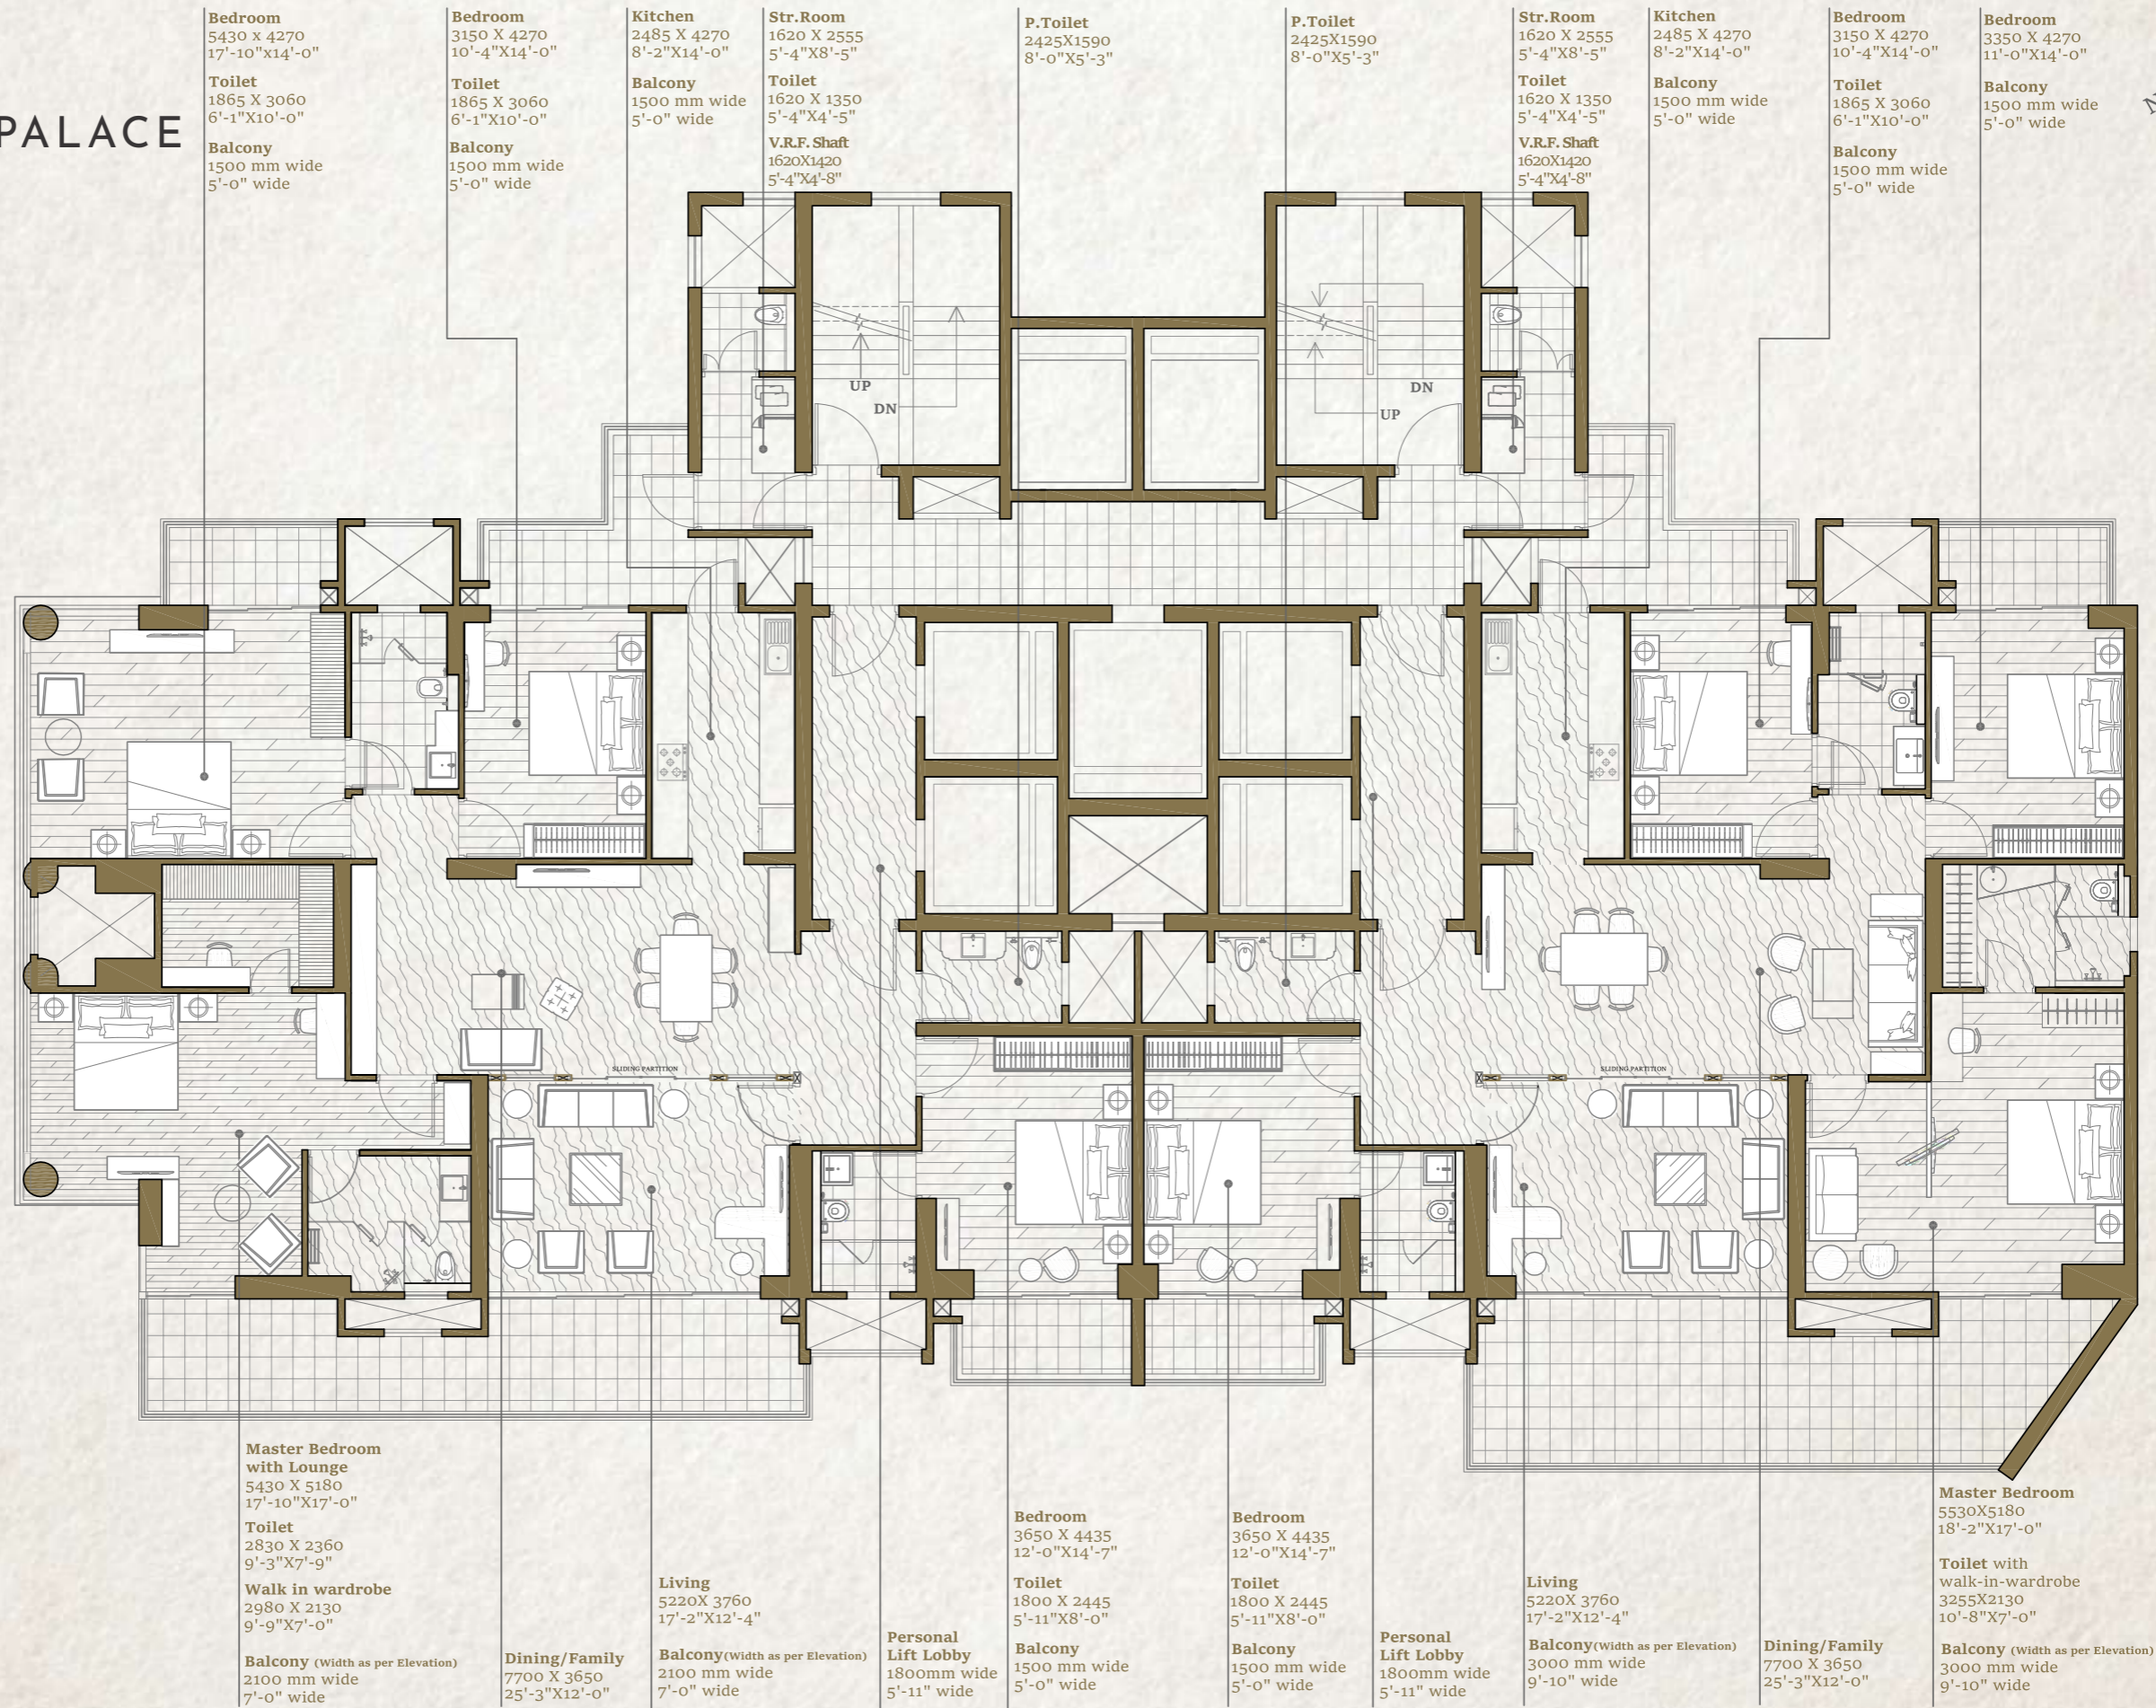 PALACE
Bedroom
5430 x 4270
17'-10"x14'-0"
Toilet
1865 X 3060
6'-1"X10'-0"
Balcony
1500 mm wide
5'-0" wide
Bedroom
3150 X 4270
10'-4"X14'-0"
Toilet
1865 X 3060
6'-1"X10'-0"
Balcony
1500 mm wide
5'-0" wide
Kitchen
2485 X 4270
8'-2"X14'-0"
Balcony
1500 mm wide
5'-0" wide
Str.Room
1620 X 2555
5'-4"X8'-5"
Toilet
1620 X 1350
5'-4"X4'-5"
V.R.F. Shaft
1620X1420
5'-4"X4'-8"
P.Toilet
2425X1590
8'-0"X5'-3"
P.Toilet
2425X1590
8'-0"X5'-3"
Str.Room
1620 X 2555
5'-4"X8'-5"
Toilet
1620 X 1350
5'-4"X4'-5"
V.R.F. Shaft
1620X1420
5'-4"X4'-8"
Kitchen
2485 X 4270
8'-2"X14'-0"
Balcony
1500 mm wide
5'-0" wide
Bedroom
3150 X 4270
10'-4"X14'-0"
Toilet
1865 X 3060
6'-1"X10'-0"
Balcony
1500 mm wide
5'-0" wide
Bedroom
3350 X 4270
11'-0"X14'-0"
Balcony
1500 mm wide
5'-0" wide
N
UP
DN
DN
UP
SLIDING PARTITION
SLIDING PARTITION
Master Bedroom
with Lounge
5430 X 5180
17'-10"X17'-0"
Toilet
2830 X 2360
9'-3"X7'-9"
Walk in wardrobe
2980 X 2130
9'-9"X7'-0"
Balcony (Width as per Elevation)
2100 mm wide
7'-0" wide
Dining/Family
7700 X 3650
25'-3"X12'-0"
Living
5220X 3760
17'-2"X12'-4"
Balcony(Width as per Elevation)
2100 mm wide
7'-0" wide
Personal
Lift Lobby
1800mm wide
5'-11" wide
Bedroom
3650 X 4435
12'-0"X14'-7"
Toilet
1800 X 2445
5'-11"X8'-0"
Balcony
1500 mm wide
5'-0" wide
Bedroom
3650 X 4435
12'-0"X14'-7"
Toilet
1800 X 2445
5'-11"X8'-0"
Balcony
1500 mm wide
5'-0" wide
Personal
Lift Lobby
1800mm wide
5'-11" wide
Living
5220X 3760
17'-2"X12'-4"
Balcony(Width as per Elevation)
3000 mm wide
9'-10" wide
Dining/Family
7700 X 3650
25'-3"X12'-0"
Master Bedroom
5530X5180
18'-2"X17'-0"
Toilet with
walk-in-wardrobe
3255X2130
10'-8"X7'-0"
Balcony (Width as per Elevation)
3000 mm wide
9'-10" wide